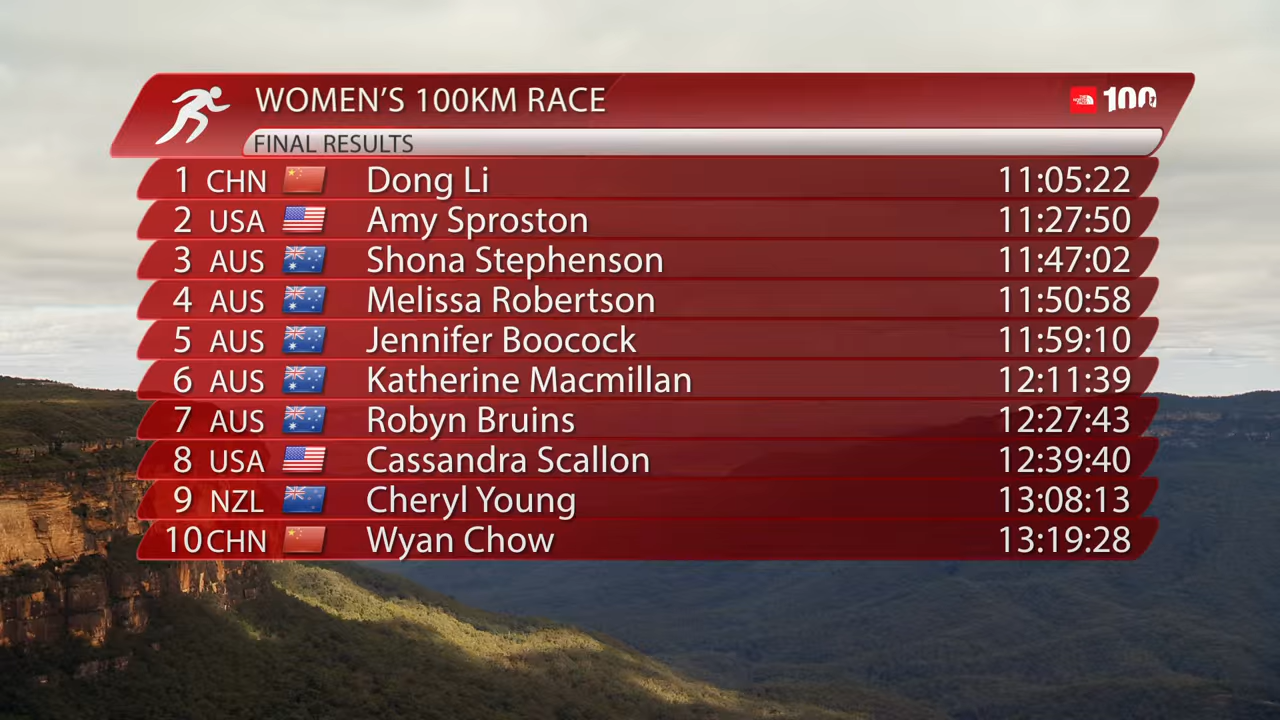 WOMEN'S 100KM RACE
THE NORTH FACE 100
FINAL RESULTS
1 CHN Dong Li 11:05:22
2 USA Amy Sproston 11:27:50
3 AUS Shona Stephenson 11:47:02
4 AUS Melissa Robertson 11:50:58
5 AUS Jennifer Boocock 11:59:10
6 AUS Katherine Macmillan 12:11:39
7 AUS Robyn Bruins 12:27:43
8 USA Cassandra Scallon 12:39:40
9 NZL Cheryl Young 13:08:13
10 CHN Wyan Chow 13:19:28